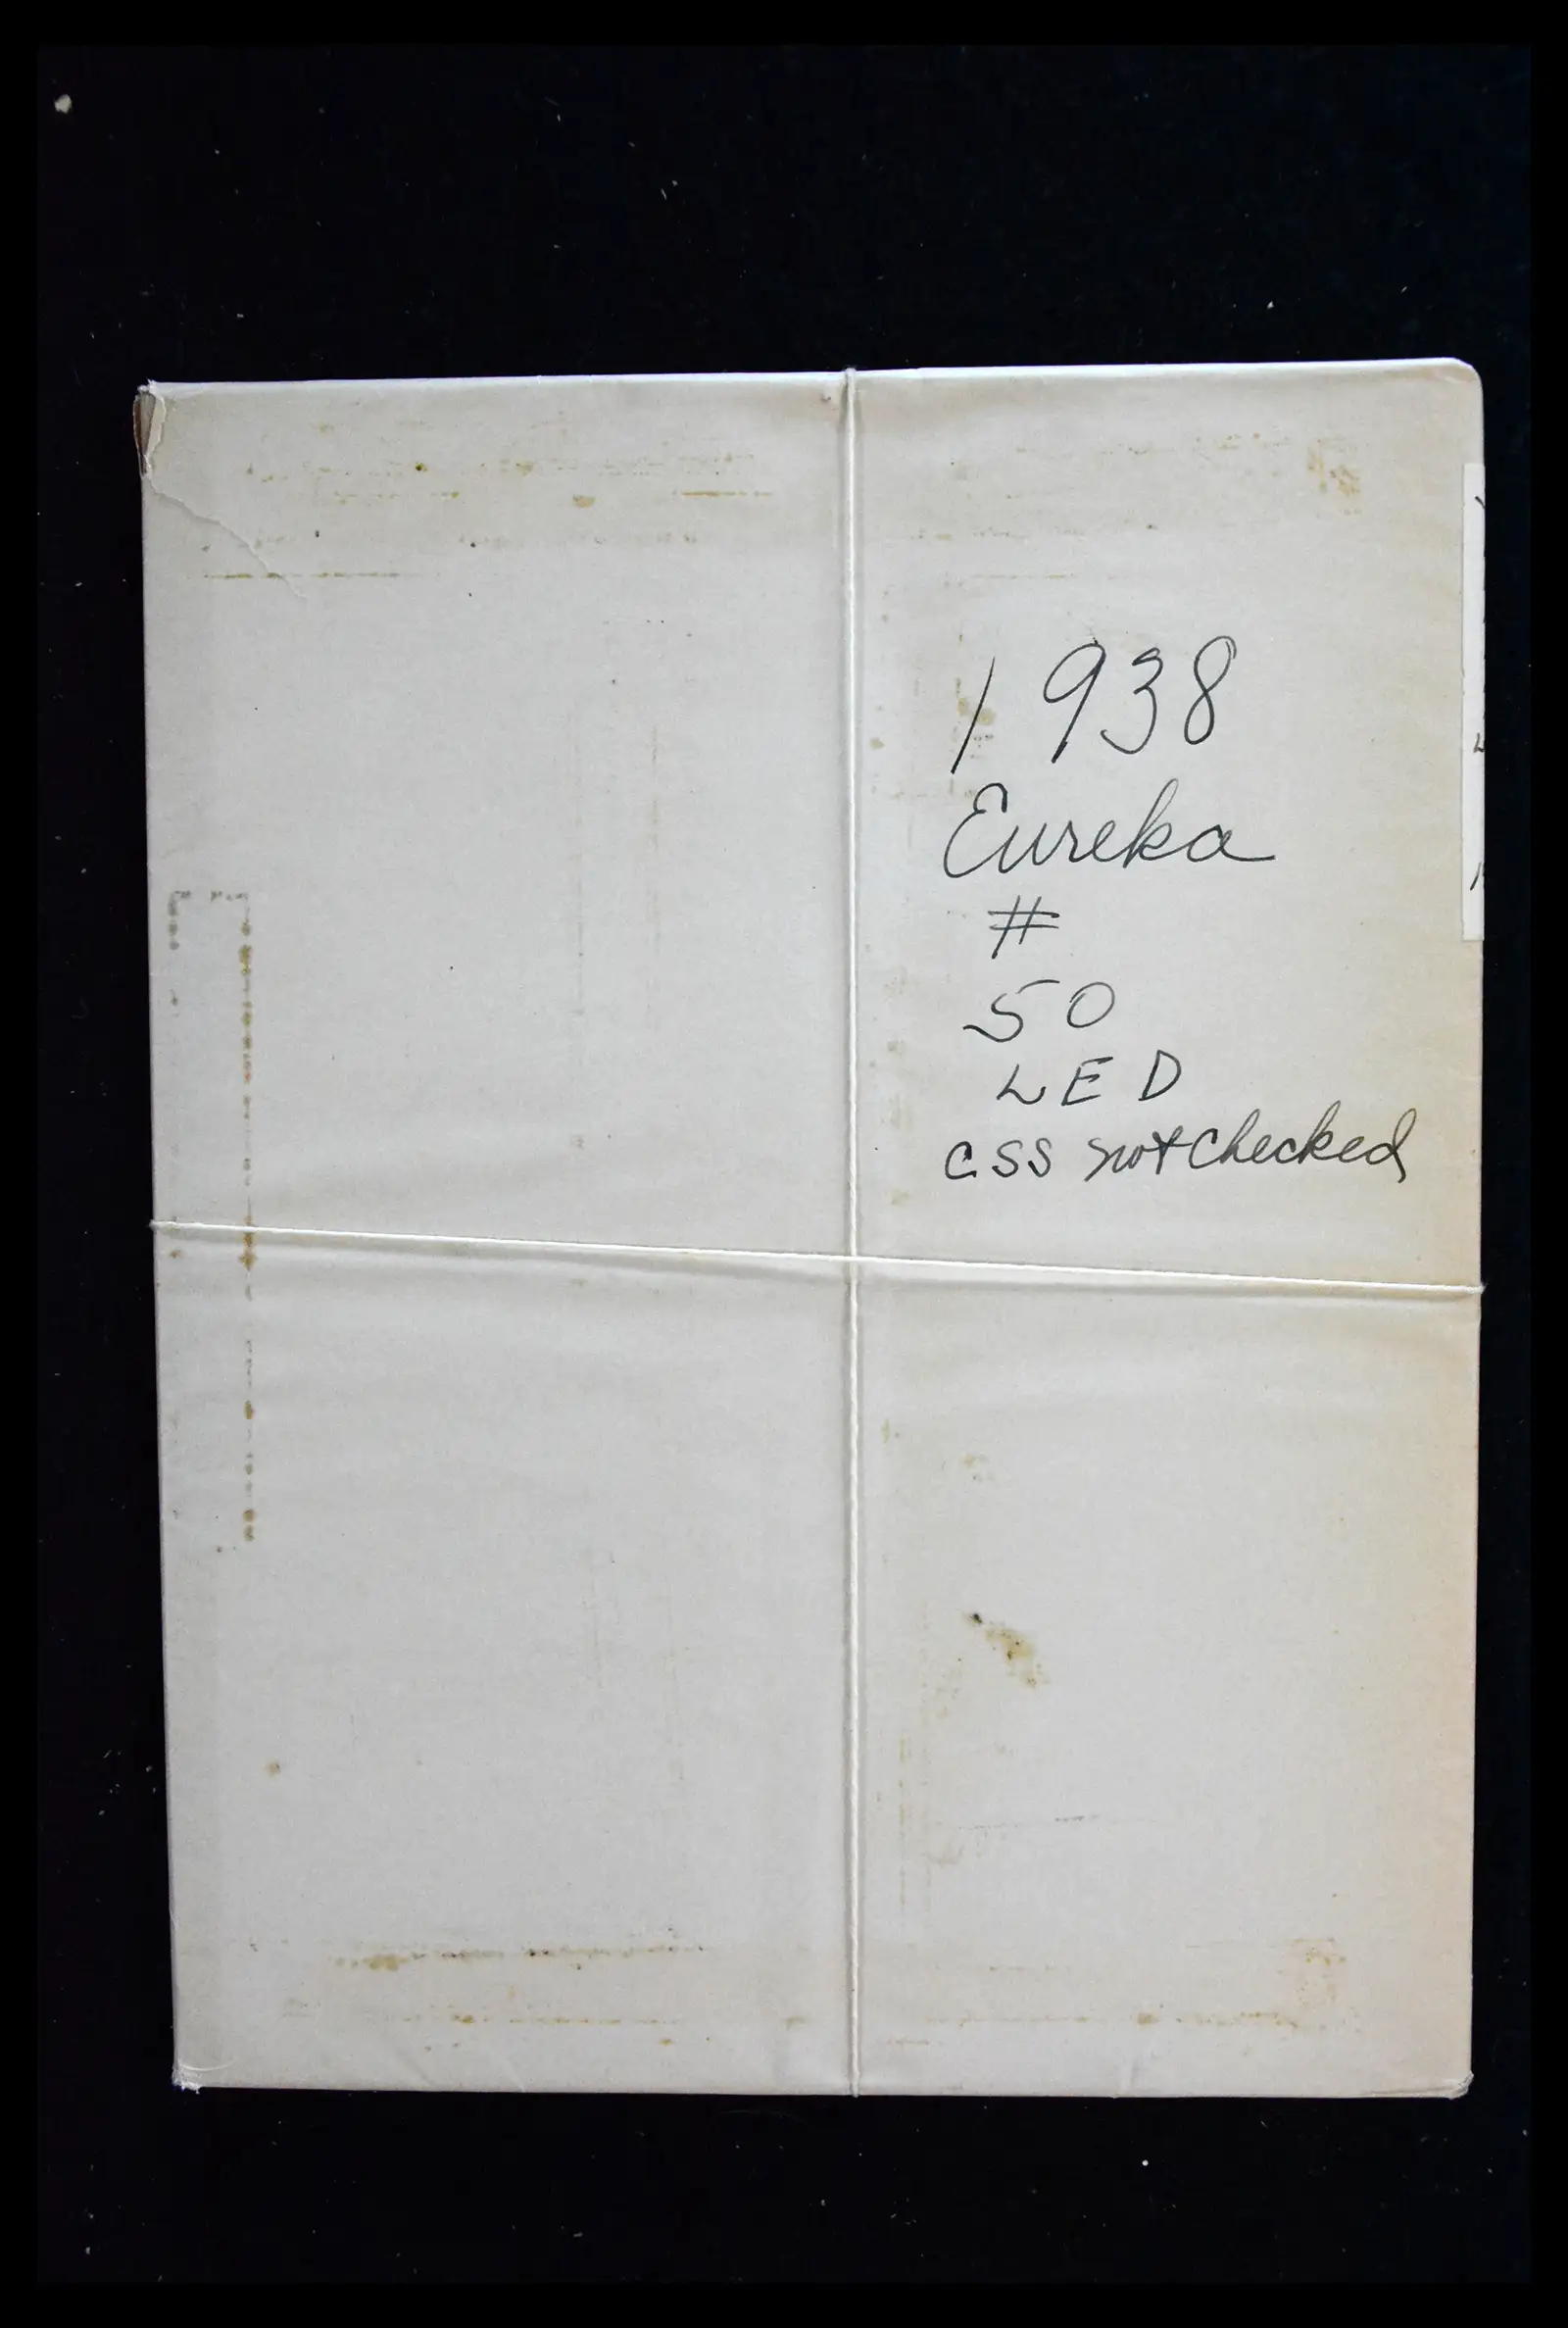 1938
Eureka
#
50
LED
CSS not checked